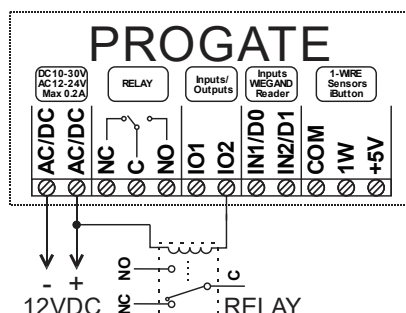 PROGATE
DC10-30V
AC12-24V
Max 0.2A
RELAY
Inputs/
Outputs
Inputs
WIEGAND
Reader
1-WIRE
Sensors
iButton
AC/DC
AC/DC
NC
C
NO
IO1
IO2
IN1/D0
IN2/D1
COM
1W
+5V
NO
C
- +
12VDC
NC
RELAY